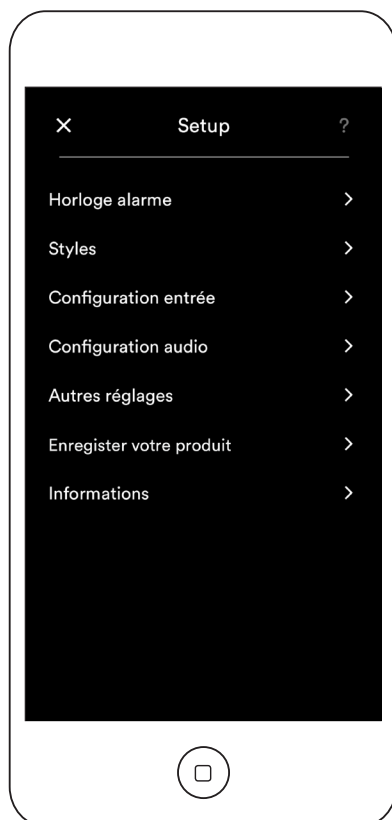 Setup ?
Horloge alarme
Styles
Configuration entrée
Configuration audio
Autres réglages
Enregister votre produit
Informations